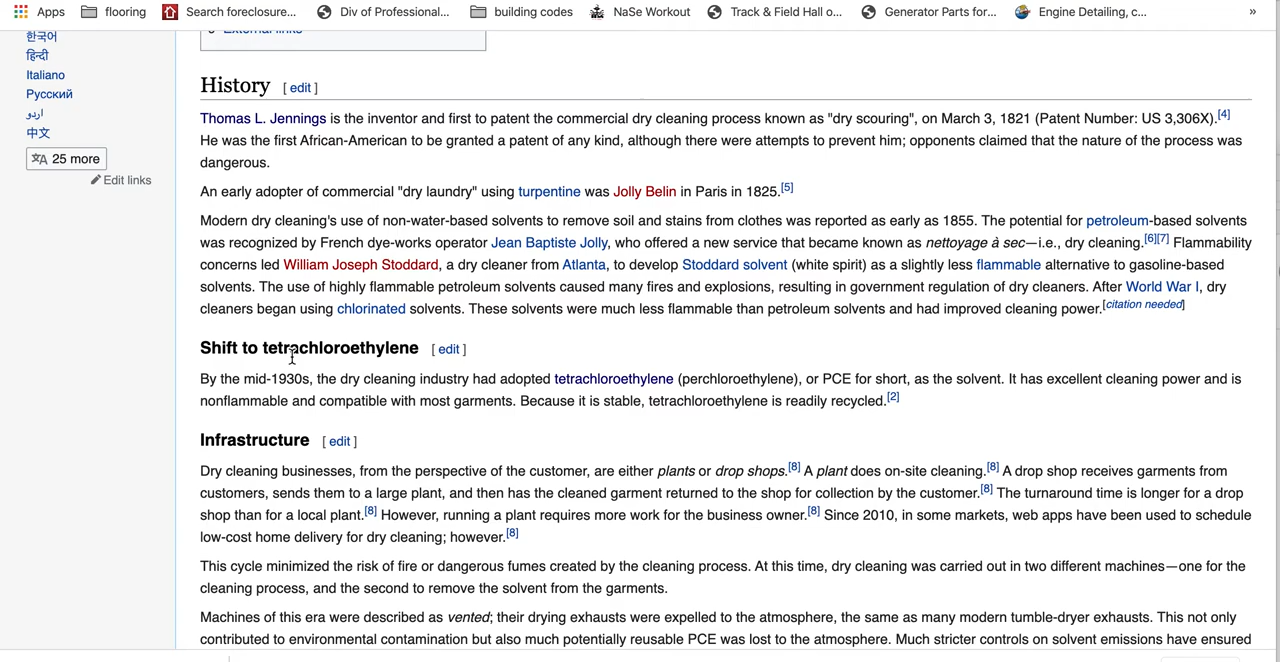 Apps flooring Search foreclosure... Div of Professional... building codes NaSe Workout Track & Field Hall o... Generator Parts for... Engine Detailing, c... »
한국어
External links
हिन्दी
Italiano
History [ edit ]
Русский
اردو
Thomas L. Jennings is the inventor and first to patent the commercial dry cleaning process known as "dry scouring", on March 3, 1821 (Patent Number: US 3,306X).[4]
中文
He was the first African-American to be granted a patent of any kind, although there were attempts to prevent him; opponents claimed that the nature of the process was
25 more
dangerous.
Edit links
An early adopter of commercial "dry laundry" using turpentine was Jolly Belin in Paris in 1825.[5]
Modern dry cleaning's use of non-water-based solvents to remove soil and stains from clothes was reported as early as 1855. The potential for petroleum-based solvents
was recognized by French dye-works operator Jean Baptiste Jolly, who offered a new service that became known as nettoyage à sec—i.e., dry cleaning.[6][7] Flammability
concerns led William Joseph Stoddard, a dry cleaner from Atlanta, to develop Stoddard solvent (white spirit) as a slightly less flammable alternative to gasoline-based
solvents. The use of highly flammable petroleum solvents caused many fires and explosions, resulting in government regulation of dry cleaners. After World War I, dry
cleaners began using chlorinated solvents. These solvents were much less flammable than petroleum solvents and had improved cleaning power.[citation needed]
Shift to tetrachloroethylene [ edit ]
By the mid-1930s, the dry cleaning industry had adopted tetrachloroethylene (perchloroethylene), or PCE for short, as the solvent. It has excellent cleaning power and is
nonflammable and compatible with most garments. Because it is stable, tetrachloroethylene is readily recycled.[2]
Infrastructure [ edit ]
Dry cleaning businesses, from the perspective of the customer, are either plants or drop shops.[8] A plant does on-site cleaning.[8] A drop shop receives garments from
customers, sends them to a large plant, and then has the cleaned garment returned to the shop for collection by the customer.[8] The turnaround time is longer for a drop
shop than for a local plant.[8] However, running a plant requires more work for the business owner.[8] Since 2010, in some markets, web apps have been used to schedule
low-cost home delivery for dry cleaning; however.[8]
This cycle minimized the risk of fire or dangerous fumes created by the cleaning process. At this time, dry cleaning was carried out in two different machines—one for the
cleaning process, and the second to remove the solvent from the garments.
Machines of this era were described as vented; their drying exhausts were expelled to the atmosphere, the same as many modern tumble-dryer exhausts. This not only
contributed to environmental contamination but also much potentially reusable PCE was lost to the atmosphere. Much stricter controls on solvent emissions have ensured